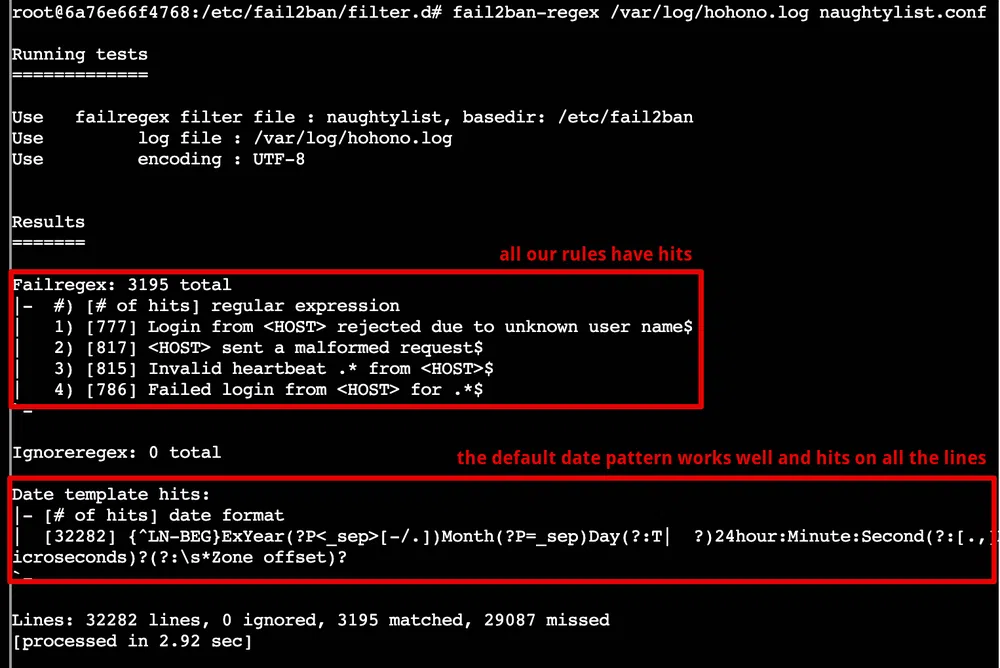 root@6a76e66f4768:/etc/fail2ban/filter.d# fail2ban-regex /var/log/hohono.log naughtylist.conf
Running tests
=============
Use   failregex filter file : naughtylist, basedir: /etc/fail2ban
Use         log file : /var/log/hohono.log
Use         encoding : UTF-8
Results
=======
all our rules have hits
Failregex: 3195 total
|-  #) [# of hits] regular expression
|   1) [777] Login from <HOST> rejected due to unknown user name$
|   2) [817] <HOST> sent a malformed request$
|   3) [815] Invalid heartbeat .* from <HOST>$
|   4) [786] Failed login from <HOST> for .*$
`-
Ignoreregex: 0 total
the default date pattern works well and hits on all the lines
Date template hits:
|- [# of hits] date format
|  [32282] {^LN-BEG}ExYear(?P<_sep>[-/.])Month(?P=_sep)Day(?:T|  ?)24hour:Minute:Second(?:[.,]
icroseconds)?(?:\s*Zone offset)?
`-
Lines: 32282 lines, 0 ignored, 3195 matched, 29087 missed
[processed in 2.92 sec]